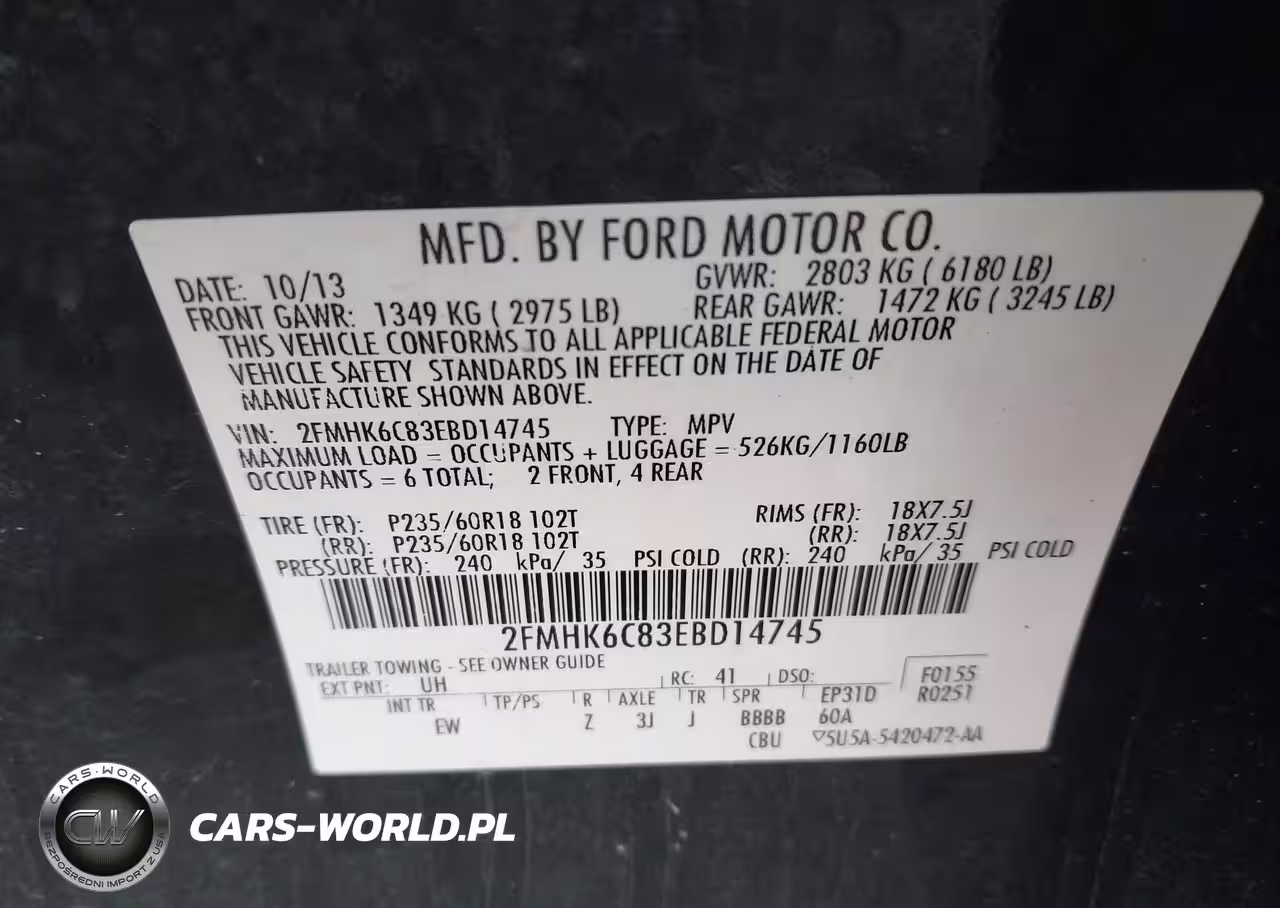 MFD. BY FORD MOTOR CO.
DATE: 10/13
GVWR: 2803 KG ( 6180 LB)
FRONT GAWR: 1349 KG ( 2975 LB)
REAR GAWR: 1472 KG ( 3245 LB)
THIS VEHICLE CONFORMS TO ALL APPLICABLE FEDERAL MOTOR
VEHICLE SAFETY STANDARDS IN EFFECT ON THE DATE OF
MANUFACTURE SHOWN ABOVE.
VIN: 2FMHK6C83EBD14745 TYPE: MPV
MAXIMUM LOAD = OCCUPANTS + LUGGAGE = 526KG/1160LB
OCCUPANTS = 6 TOTAL; 2 FRONT, 4 REAR
TIRE (FR): P235/60R18 102T RIMS (FR): 18X7.5J
(RR): P235/60R18 102T (RR): 18X7.5J
PRESSURE (FR): 240 kPa/ 35 PSI COLD (RR): 240 kPa/ 35 PSI COLD
2FMHK6C83EBD14745
TRAILER TOWING - SEE OWNER GUIDE
EXT PNT: UH RC: 41 DSO: F0155
INT TR TP/PS R AXLE TR SPR EP31D R0251
EW Z 3J J BBBB 60A
CBU ▽5U5A-5420472-AA
CARS-WORLD
CW
BEZPOŚREDNI IMPORT Z USA
CARS-WORLD.PL